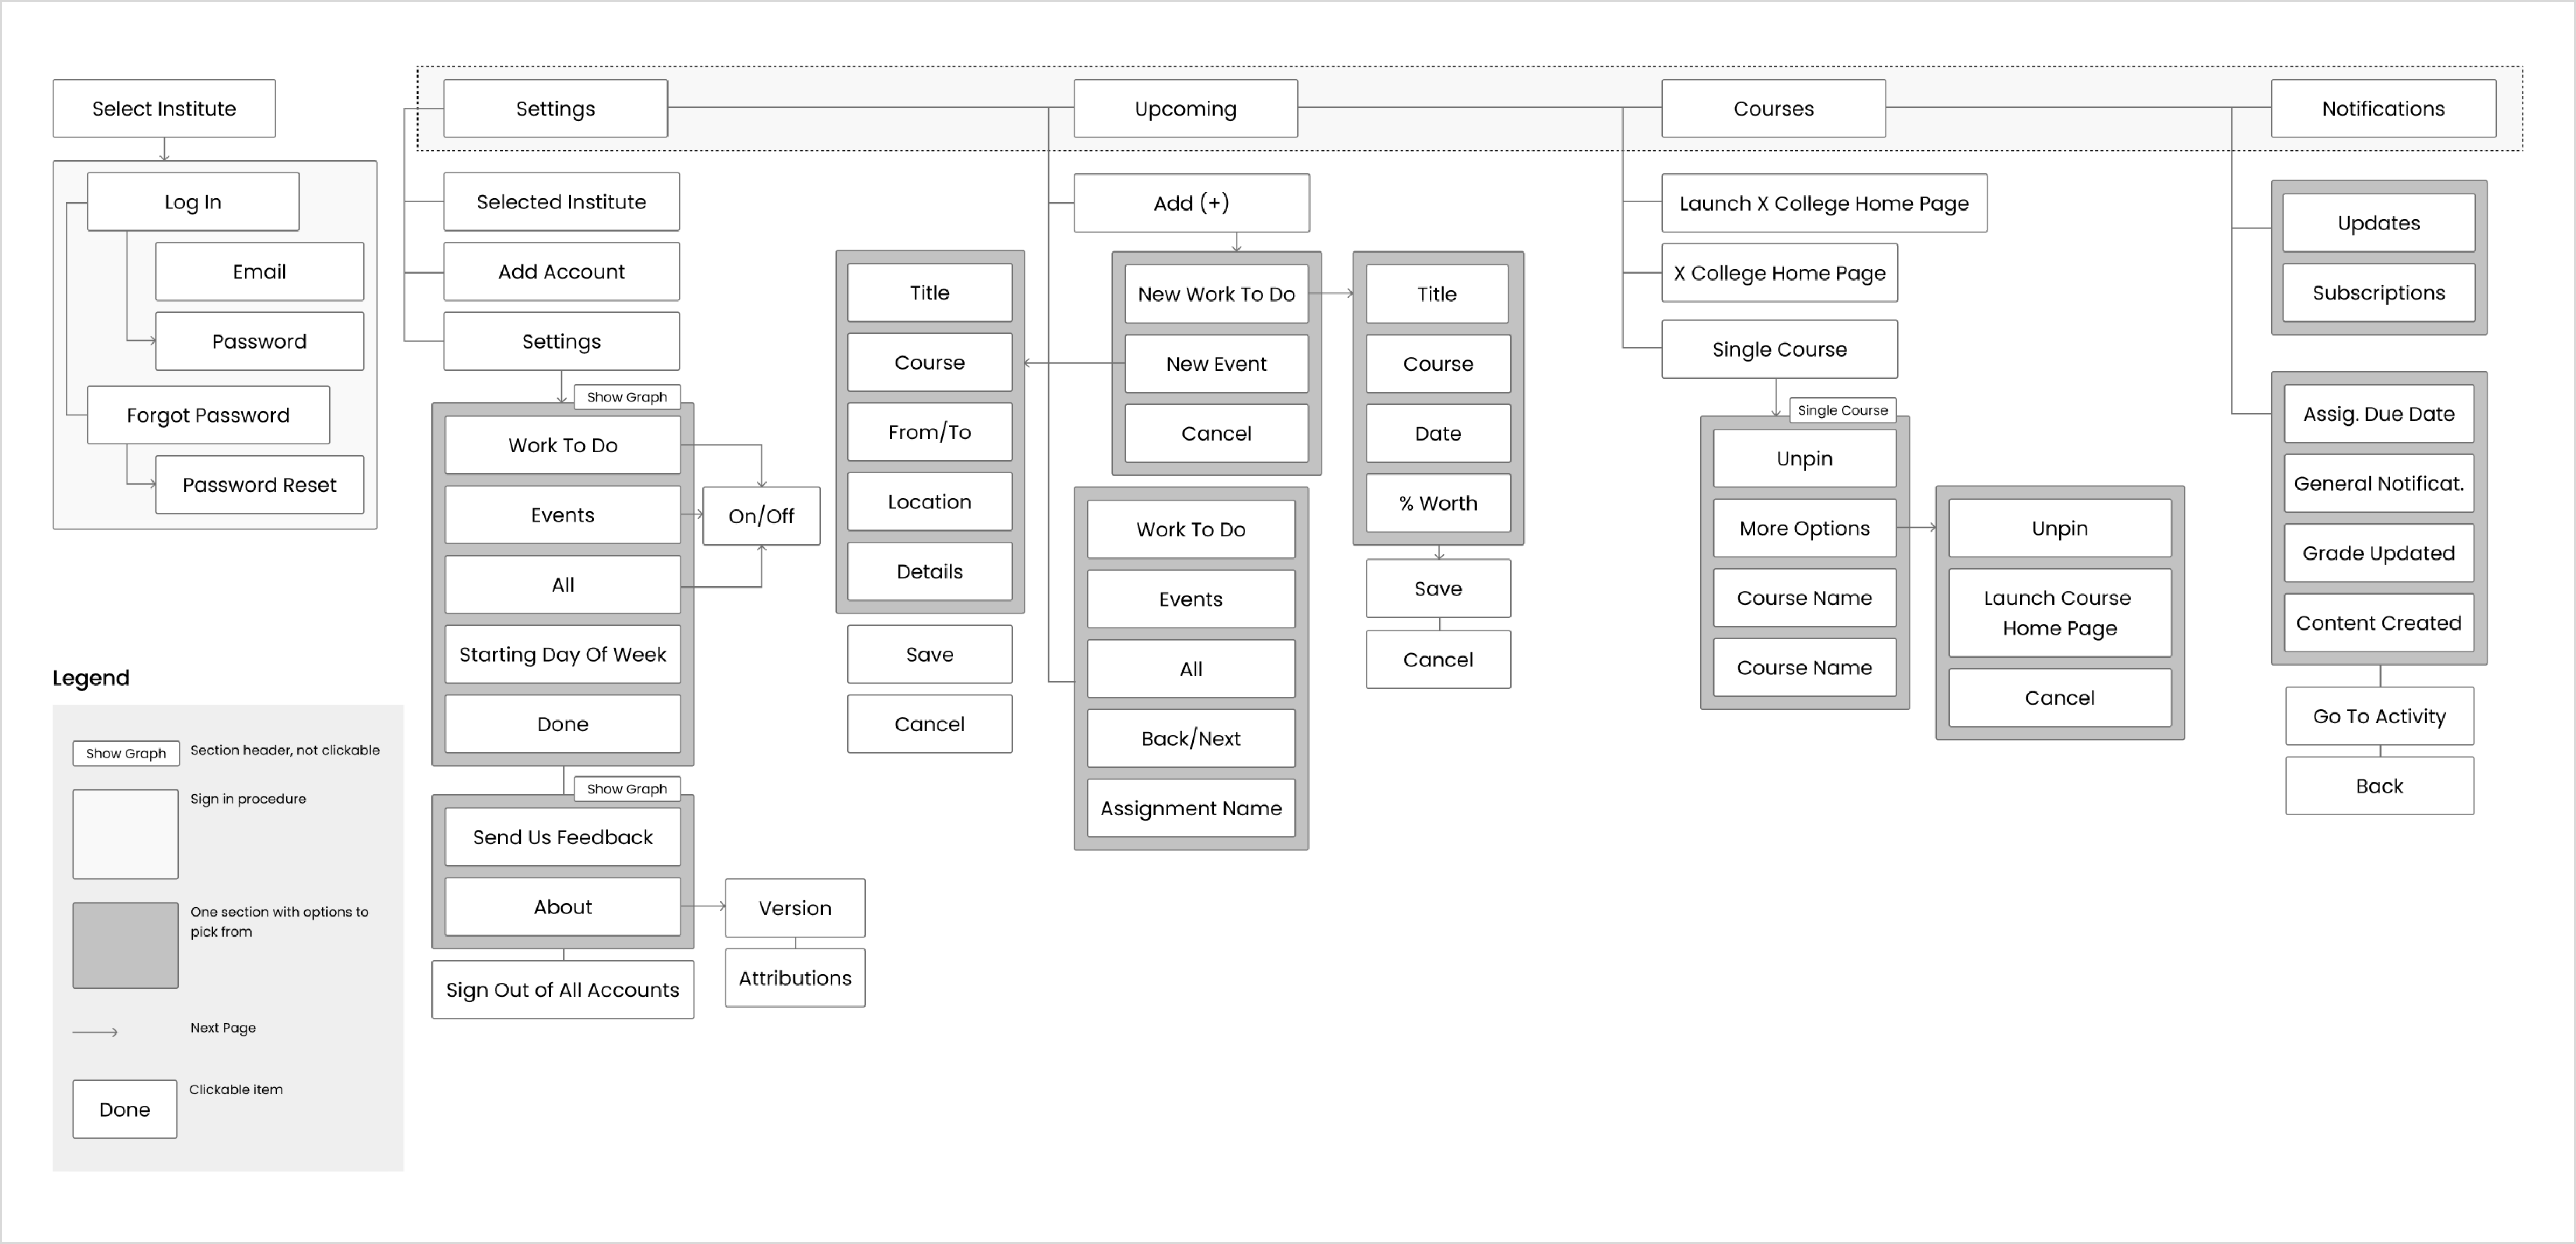 Select Institute
Log In
Email
Password
Forgot Password
Password Reset
Legend
Show Graph
Section header, not clickable
Sign in procedure
One section with options to
pick from
Next Page
Done
Clickable item
Settings
Selected Institute
Add Account
Settings
Show Graph
Work To Do
Events
All
Starting Day Of Week
Done
On/Off
Show Graph
Send Us Feedback
About
Sign Out of All Accounts
Version
Attributions
Upcoming
Add (+)
New Work To Do
New Event
Cancel
Title
Course
From/To
Location
Details
Save
Cancel
Title
Course
Date
% Worth
Save
Cancel
Work To Do
Events
All
Back/Next
Assignment Name
Courses
Launch X College Home Page
X College Home Page
Single Course
Single Course
Unpin
More Options
Course Name
Course Name
Unpin
Launch Course
Home Page
Cancel
Notifications
Updates
Subscriptions
Assig. Due Date
General Notificat.
Grade Updated
Content Created
Go To Activity
Back